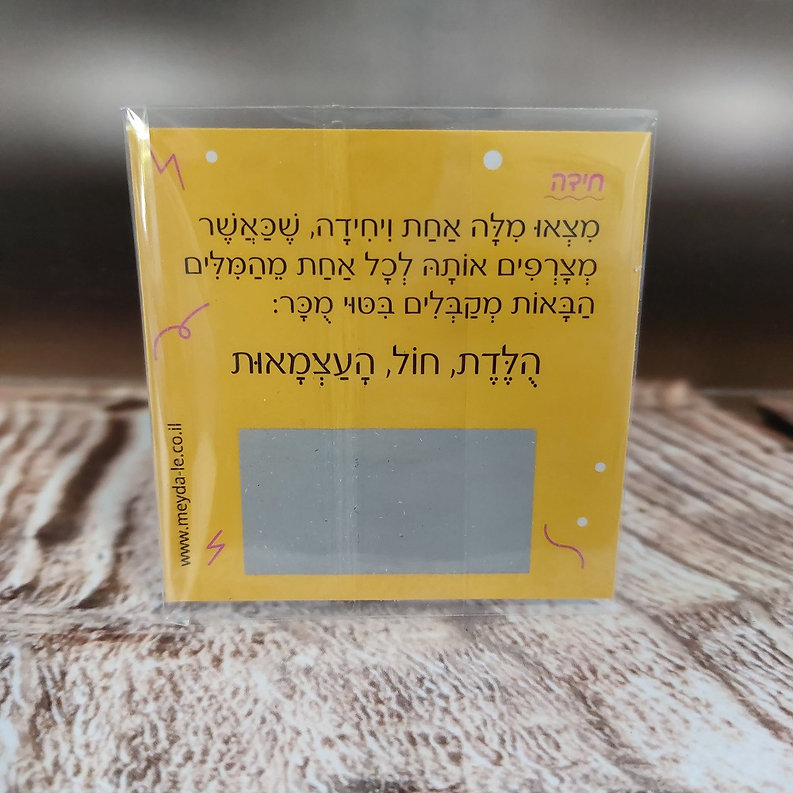 חידה
מִצְאוּ מִלָּה אַחַת וִיחִידָה, שֶׁכַּאֲשֶׁר
מְצָרְפִים אוֹתָהּ לְכָל אַחַת מֵהַמִּלִּים
הַבָּאוֹת מְקַבְּלִים בִּטּוּי מֻכָּר:
הֻלֶּדֶת, חוֹל, הָעַצְמָאוּת
www.meyda-le.co.il